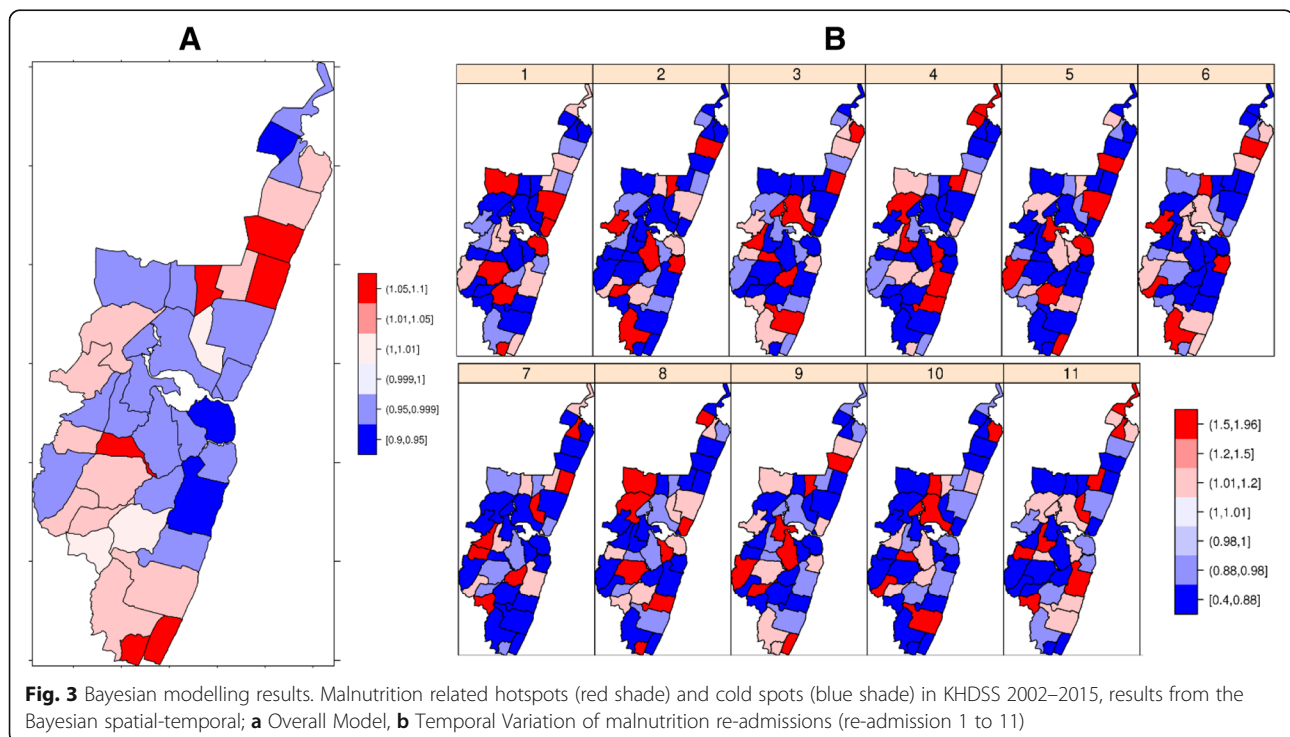 A
B
1 2 3 4 5 6
(1.05,1.1]
(1.01,1.05]
(1,1.01]
(0.999,1]
(0.95,0.999]
[0.9,0.95]
7 8 9 10 11
(1.5,1.96]
(1.2,1.5]
(1.01,1.2]
(1,1.01]
(0.98,1]
(0.88,0.98]
[0.4,0.88]
Fig. 3 Bayesian modelling results. Malnutrition related hotspots (red shade) and cold spots (blue shade) in KHDSS 2002–2015, results from the
Bayesian spatial-temporal; a Overall Model, b Temporal Variation of malnutrition re-admissions (re-admission 1 to 11)